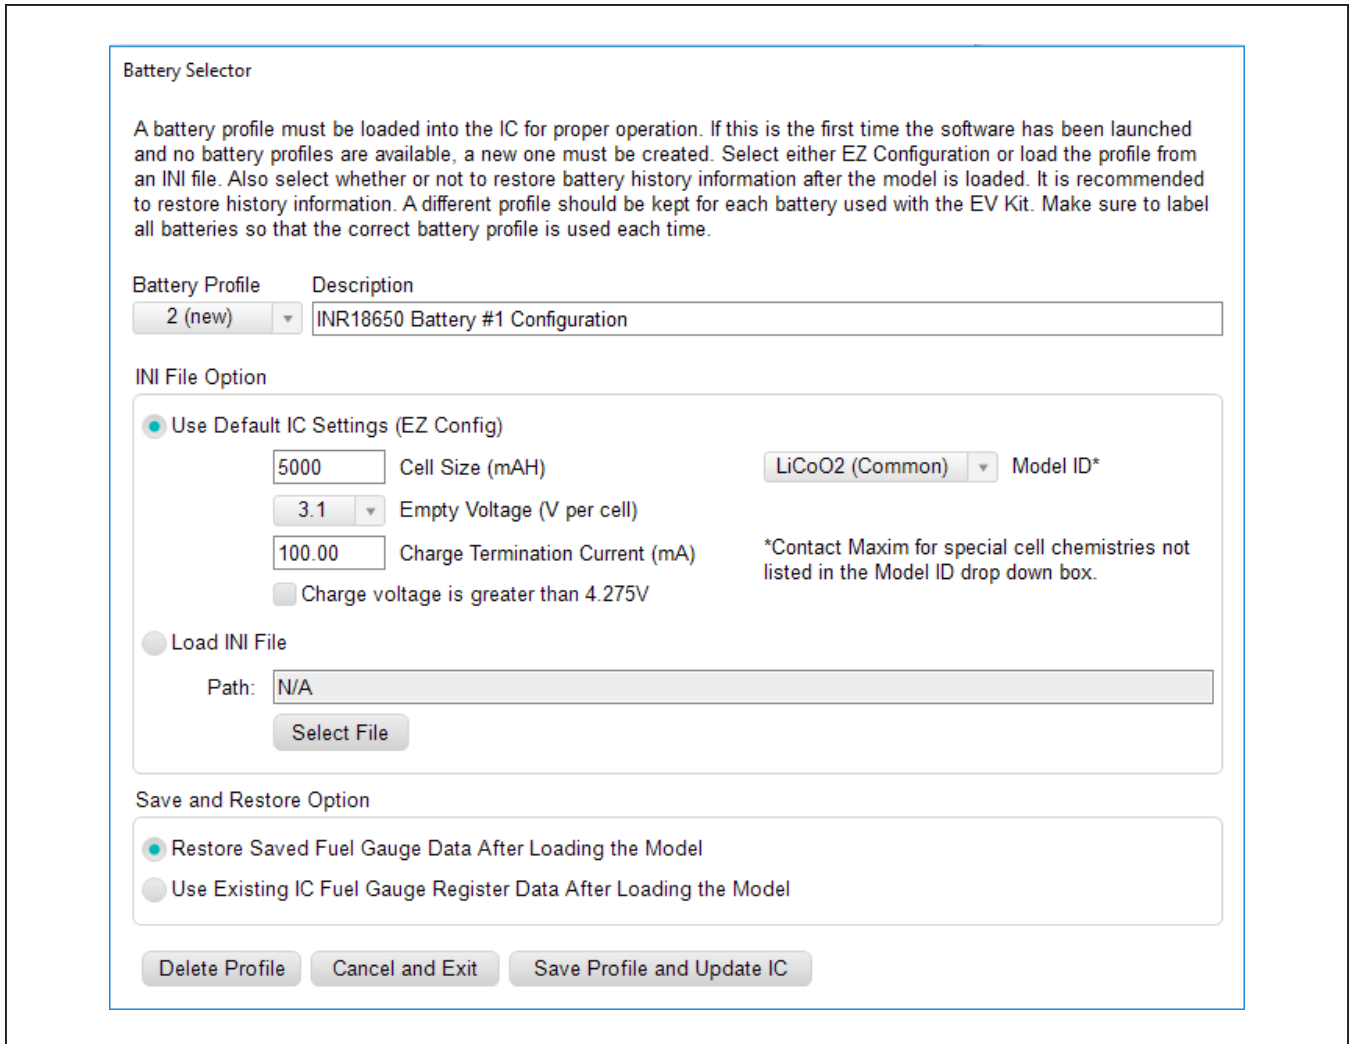 Battery Selector
A battery profile must be loaded into the IC for proper operation. If this is the first time the software has been launched
and no battery profiles are available, a new one must be created. Select either EZ Configuration or load the profile from
an INI file. Also select whether or not to restore battery history information after the model is loaded. It is recommended
to restore history information. A different profile should be kept for each battery used with the EV Kit. Make sure to label
all batteries so that the correct battery profile is used each time.
Battery Profile Description
2 (new) INR18650 Battery #1 Configuration
INI File Option
Use Default IC Settings (EZ Config)
5000 Cell Size (mAH) LiCoO2 (Common) Model ID*
3.1 Empty Voltage (V per cell)
100.00 Charge Termination Current (mA)
*Contact Maxim for special cell chemistries not
listed in the Model ID drop down box.
Charge voltage is greater than 4.275V
Load INI File
Path: N/A
Select File
Save and Restore Option
Restore Saved Fuel Gauge Data After Loading the Model
Use Existing IC Fuel Gauge Register Data After Loading the Model
Delete Profile Cancel and Exit Save Profile and Update IC